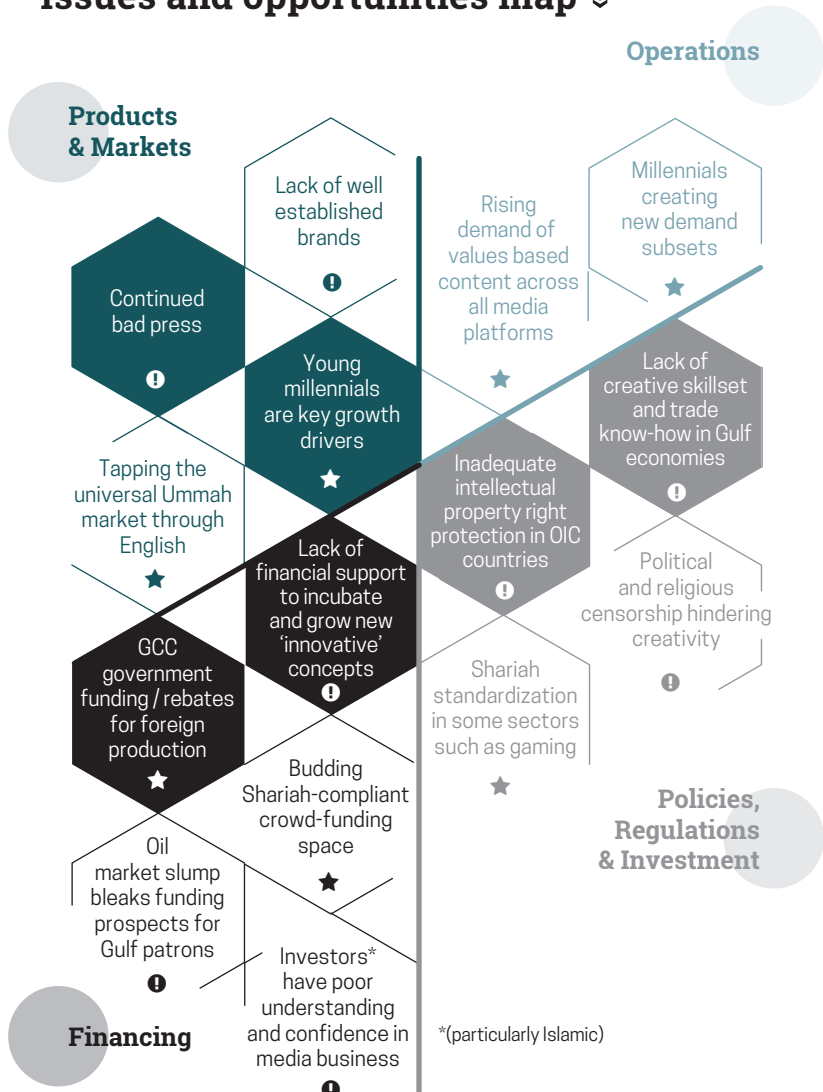 Issues and opportunities map
Operations
Products
& Markets
Lack of well
established
brands
Rising
demand of
values based
content across
all media
platforms
Millennials
creating
new demand
subsets
Continued
bad press
Young
millennials
are key growth
drivers
Lack of
creative skillset
and trade
know-how in Gulf
economies
Tapping the
universal Ummah
market through
English
Inadequate
intellectual
property right
protection in OIC
countries
Lack of
financial support
to incubate
and grow new
‘innovative’
concepts
Political
and religious
censorship hindering
creativity
GCC
government
funding / rebates
for foreign
production
Shariah
standardization
in some sectors
such as gaming
Budding
Shariah-compliant
crowd-funding
space
Policies,
Regulations
& Investment
Oil
market slump
bleaks funding
prospects for
Gulf patrons
Investors*
have poor
understanding
and confidence in
media business
Financing
*(particularly Islamic)